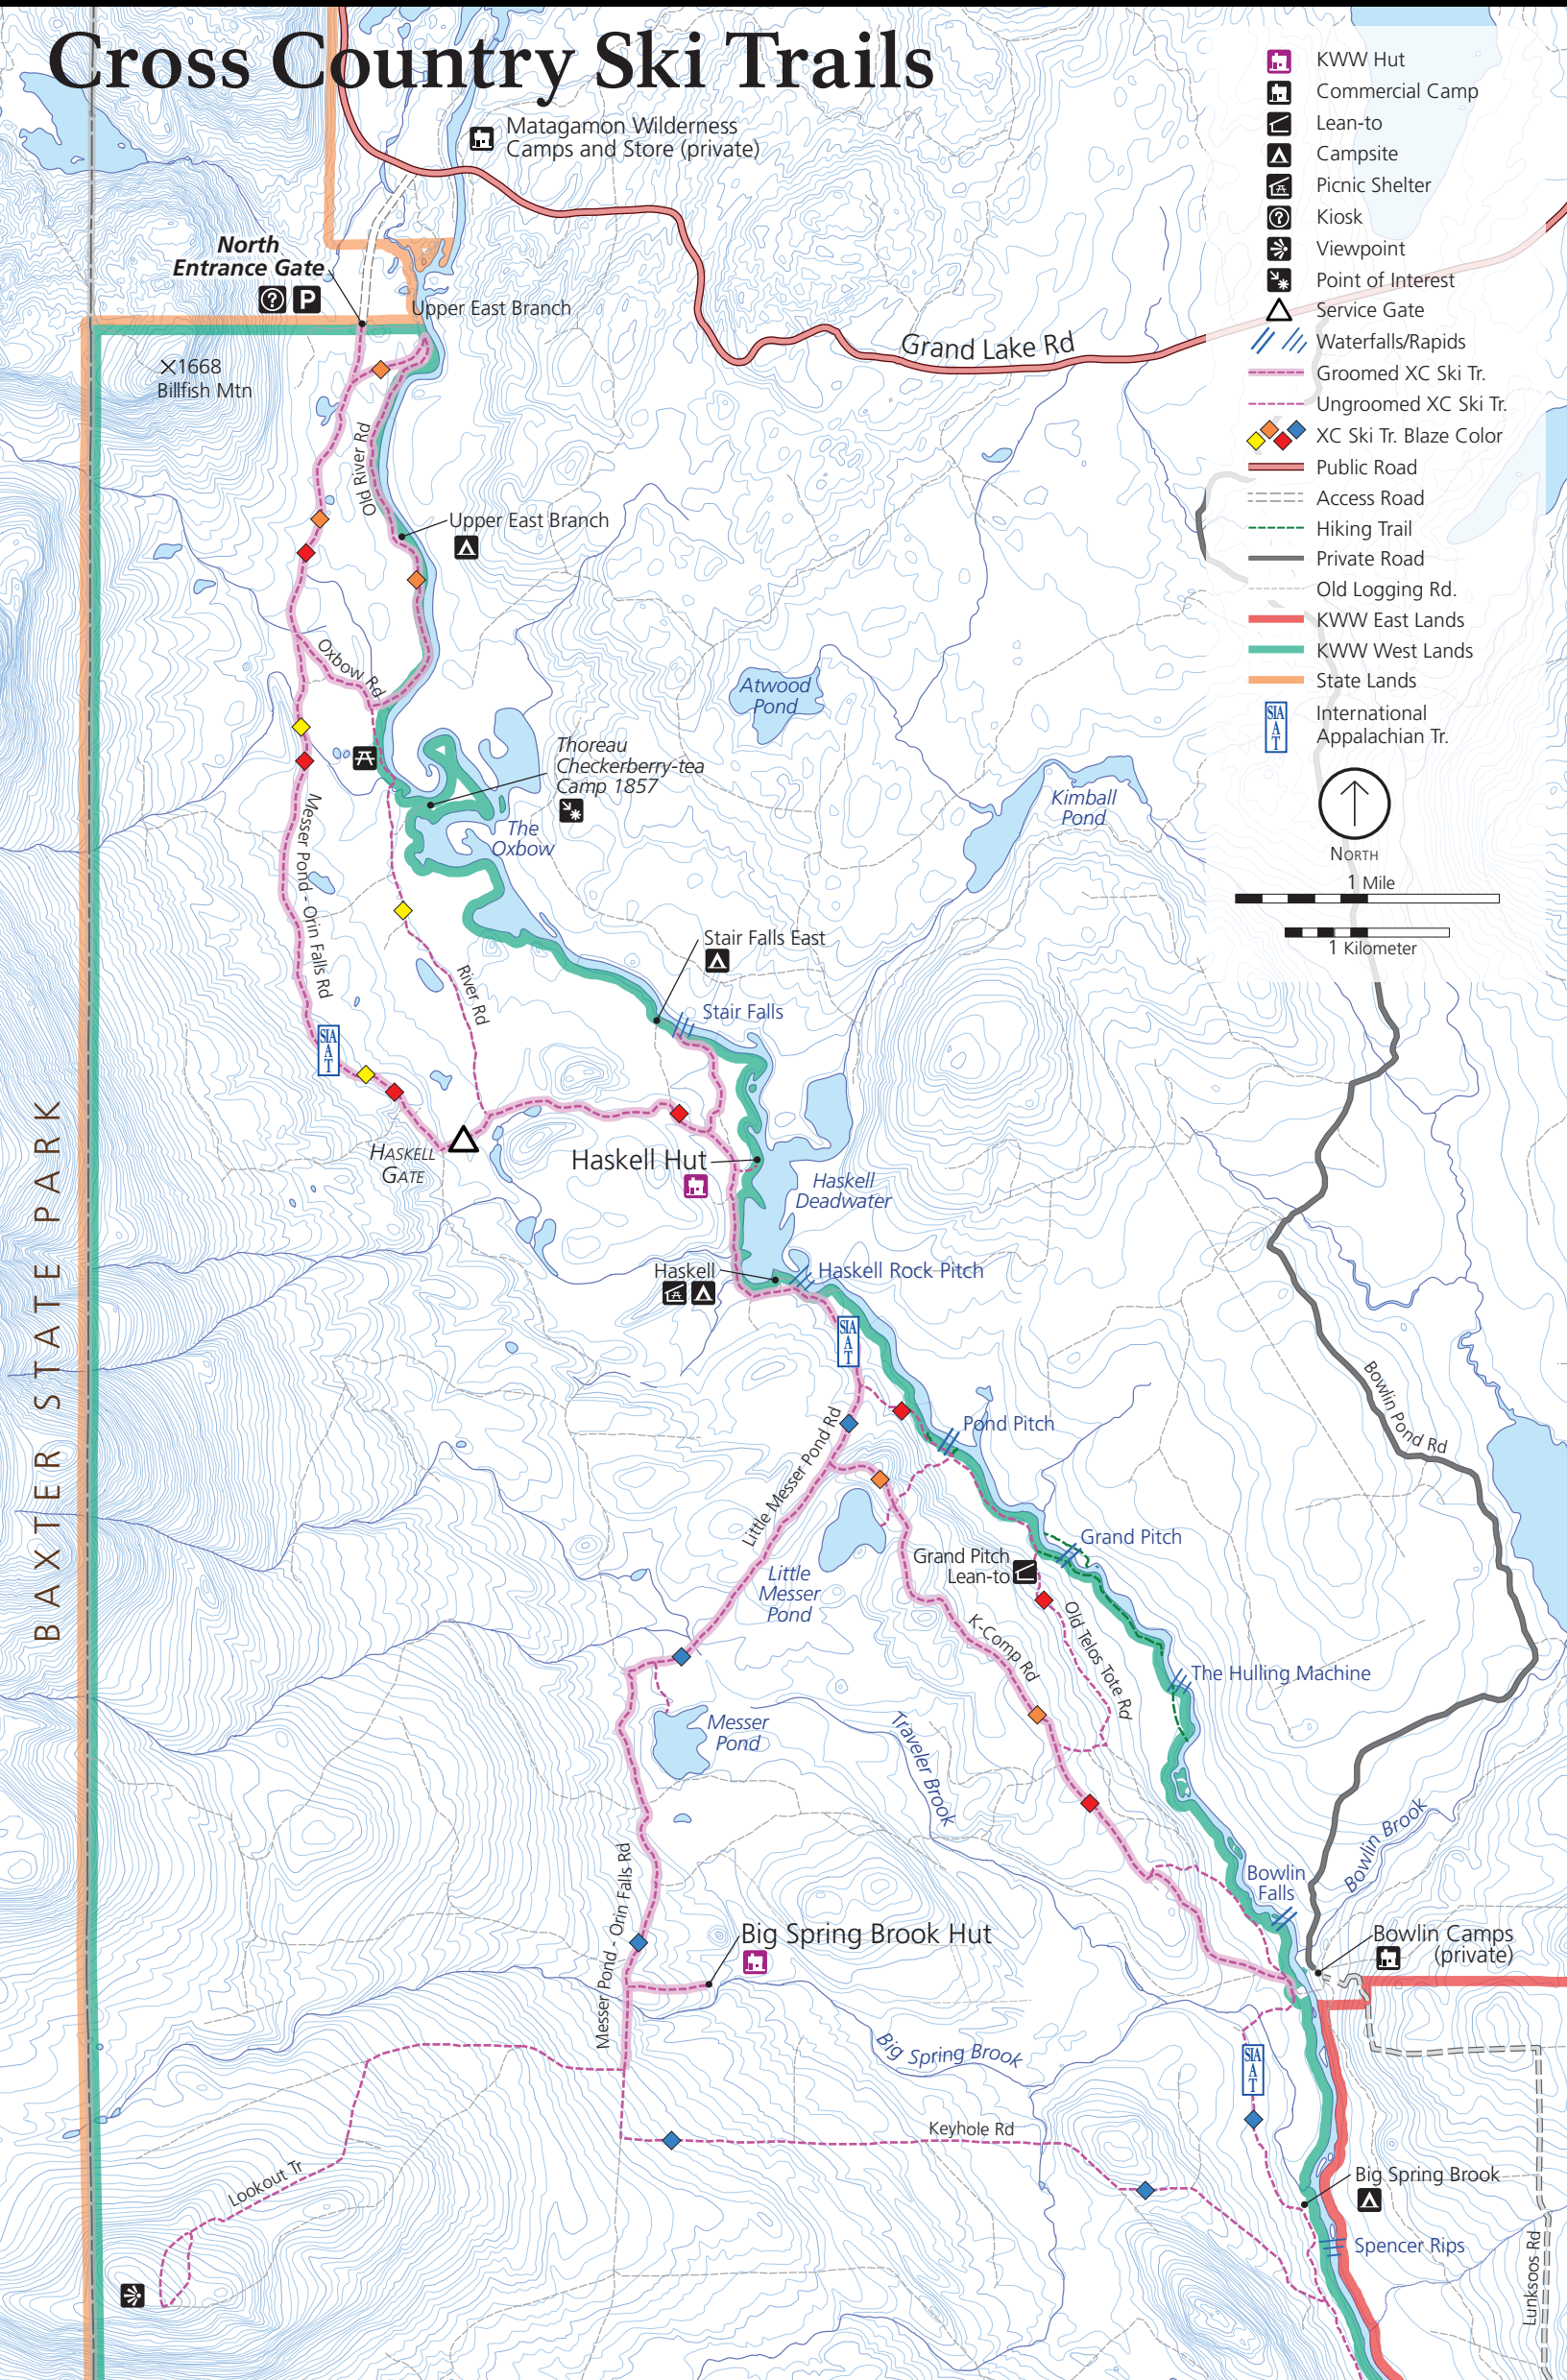 Cross Country Ski Trails
Matagamon Wilderness
Camps and Store (private)
North
Entrance Gate
?
P
Upper East Branch
×1668
Billfish Mtn
Grand Lake Rd
Old River Rd
Upper East Branch
Oxbow Rd
Atwood
Pond
Thoreau
Checkerberry-tea
Camp 1857
The
Oxbow
Kimball
Pond
Messer Pond - Orin Falls Rd
River Rd
Stair Falls East
Stair Falls
SIA
A
T
Haskell
Gate
Haskell Hut
Haskell
Deadwater
Haskell
Haskell Rock Pitch
SIA
A
T
Bowlin Pond Rd
Pond Pitch
Little Messer Pond Rd
Grand Pitch
Grand Pitch
Lean-to
Little
Messer
Pond
K-Comp Rd
Old Telos Tote Rd
The Hulling Machine
Messer
Pond
Traveler Brook
Bowlin Brook
Bowlin
Falls
Messer Pond - Orin Falls Rd
Big Spring Brook Hut
Bowlin Camps
(private)
Big Spring Brook
SIA
A
T
Keyhole Rd
Lookout Tr
Big Spring Brook
Spencer Rips
Lunksoos Rd
BAXTER STATE PARK
KWW Hut
Commercial Camp
Lean-to
Campsite
Picnic Shelter
?
Kiosk
Viewpoint
Point of Interest
Service Gate
Waterfalls/Rapids
Groomed XC Ski Tr.
Ungroomed XC Ski Tr.
XC Ski Tr. Blaze Color
Public Road
Access Road
Hiking Trail
Private Road
Old Logging Rd.
KWW East Lands
KWW West Lands
State Lands
SIA
A
T
International
Appalachian Tr.
North
1 Mile
1 Kilometer